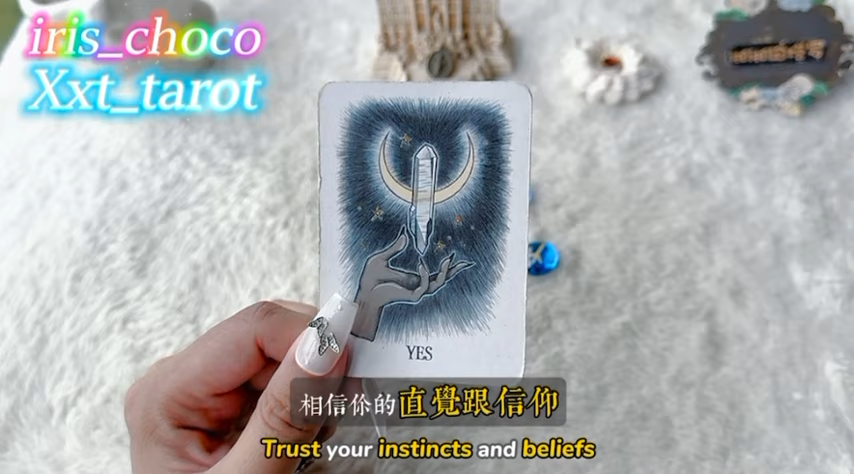 iris_choco
Xxt_tarot
YES
相信你的直覺跟信仰
Trust your instincts and beliefs